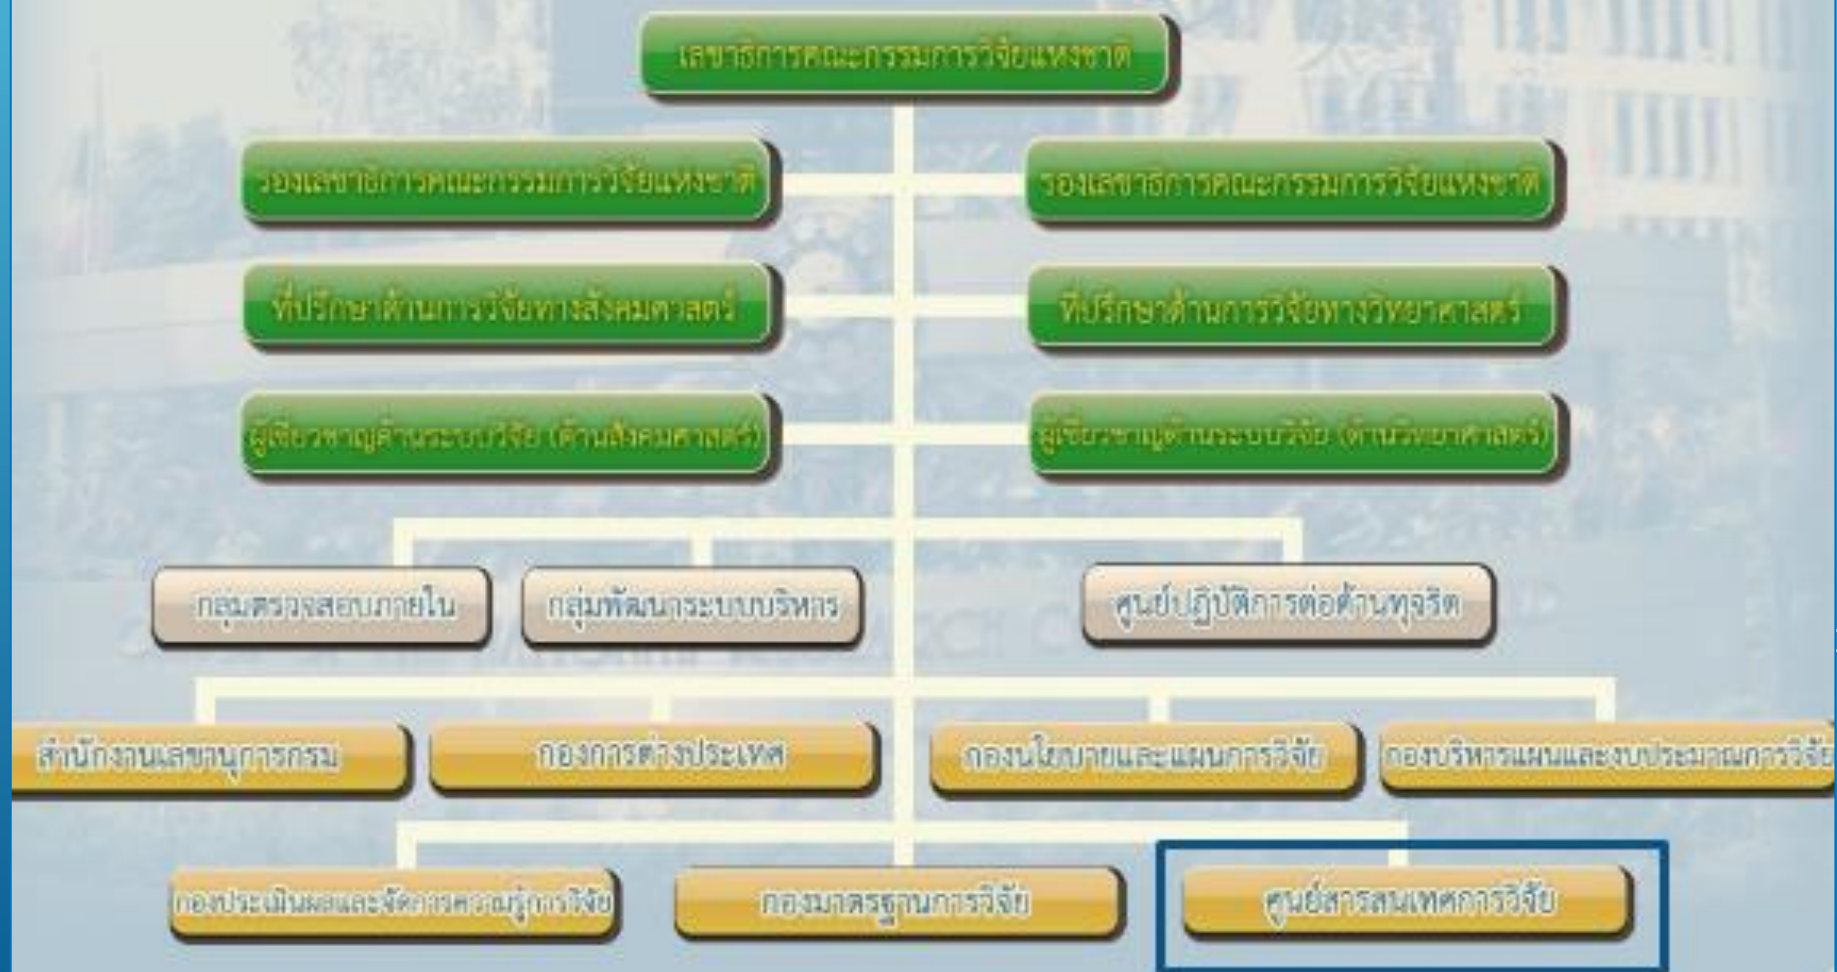 เลขาธิการคณะกรรมการวิจัยแห่งชาติ
รองเลขาธิการคณะกรรมการวิจัยแห่งชาติ
รองเลขาธิการคณะกรรมการวิจัยแห่งชาติ
ที่ปรึกษาด้านการวิจัยทางสังคมศาสตร์
ที่ปรึกษาด้านการวิจัยทางวิทยาศาสตร์
ผู้เชี่ยวชาญด้านระบบวิจัย (ด้านสังคมศาสตร์)
ผู้เชี่ยวชาญด้านระบบวิจัย (ด้านวิทยาศาสตร์)
กลุ่มตรวจสอบภายใน
กลุ่มพัฒนาระบบบริหาร
ศูนย์ปฏิบัติการต่อต้านทุจริต
สำนักงานเลขานุการกรม
กองการต่างประเทศ
กองนโยบายและแผนการวิจัย
กองบริหารแผนและงบประมาณการวิจัย
กองประเมินผลและจัดการความรู้การวิจัย
กองมาตรฐานการวิจัย
ศูนย์สารสนเทศการวิจัย